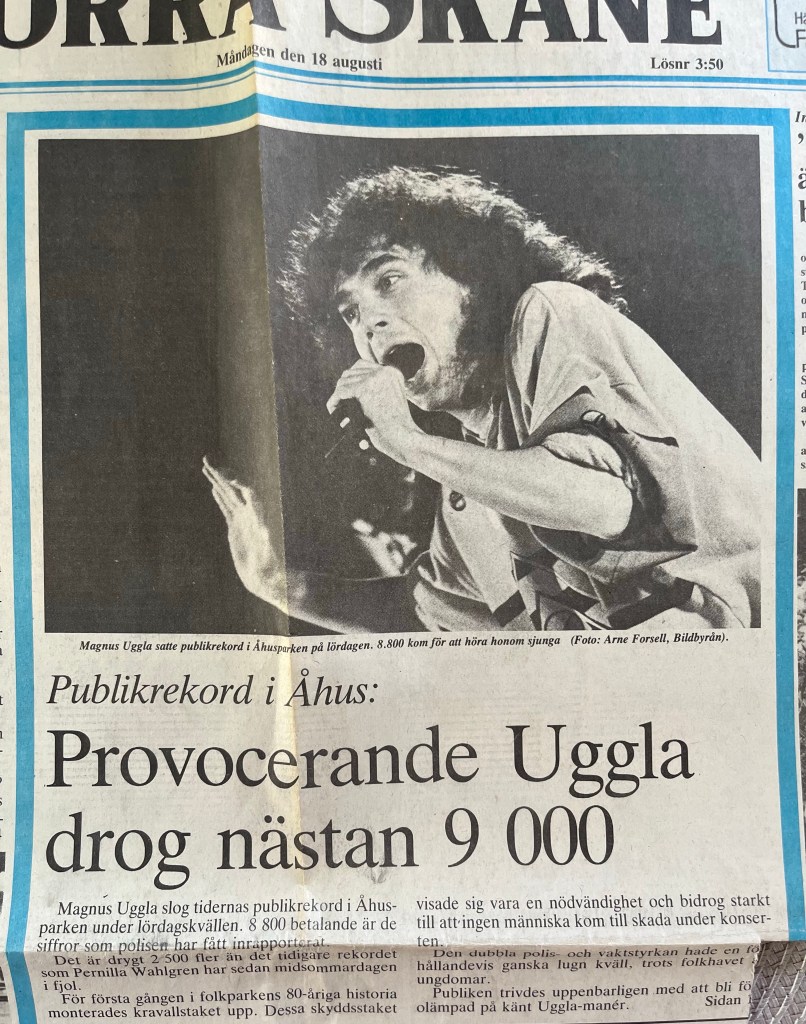 ORRA SKÅNE
Måndagen den 18 augusti
Lösnr 3:50
Magnus Uggla satte publikrekord i Åhusparken på lördagen. 8.800 kom för att höra honom sjunga (Foto: Arne Forsell, Bildbyrån).
Publikrekord i Åhus:
Provocerande Uggla
drog nästan 9 000
Magnus Uggla slog tidernas publikrekord i Åhus-
parken under lördagskvällen. 8 800 betalande är de
siffror som polisen har fått inrapporterat.
Det är drygt 2 500 fler än det tidigare rekordet
som Pernilla Wahlgren har sedan midsommardagen
i fjol.
För första gången i folkparkens 80-åriga historia
monterades kravallstaket upp. Dessa skyddsstaket
visade sig vara en nödvändighet och bidrog starkt
till att ingen människa kom till skada under konser-
ten.
Den dubbla polis- och vaktstyrkan hade en för
hållandevis ganska lugn kväll, trots folkhavet
ungdomar.
Publiken trivdes uppenbarligen med att bli fö
olämpad på känt Uggla-manér. Sidan